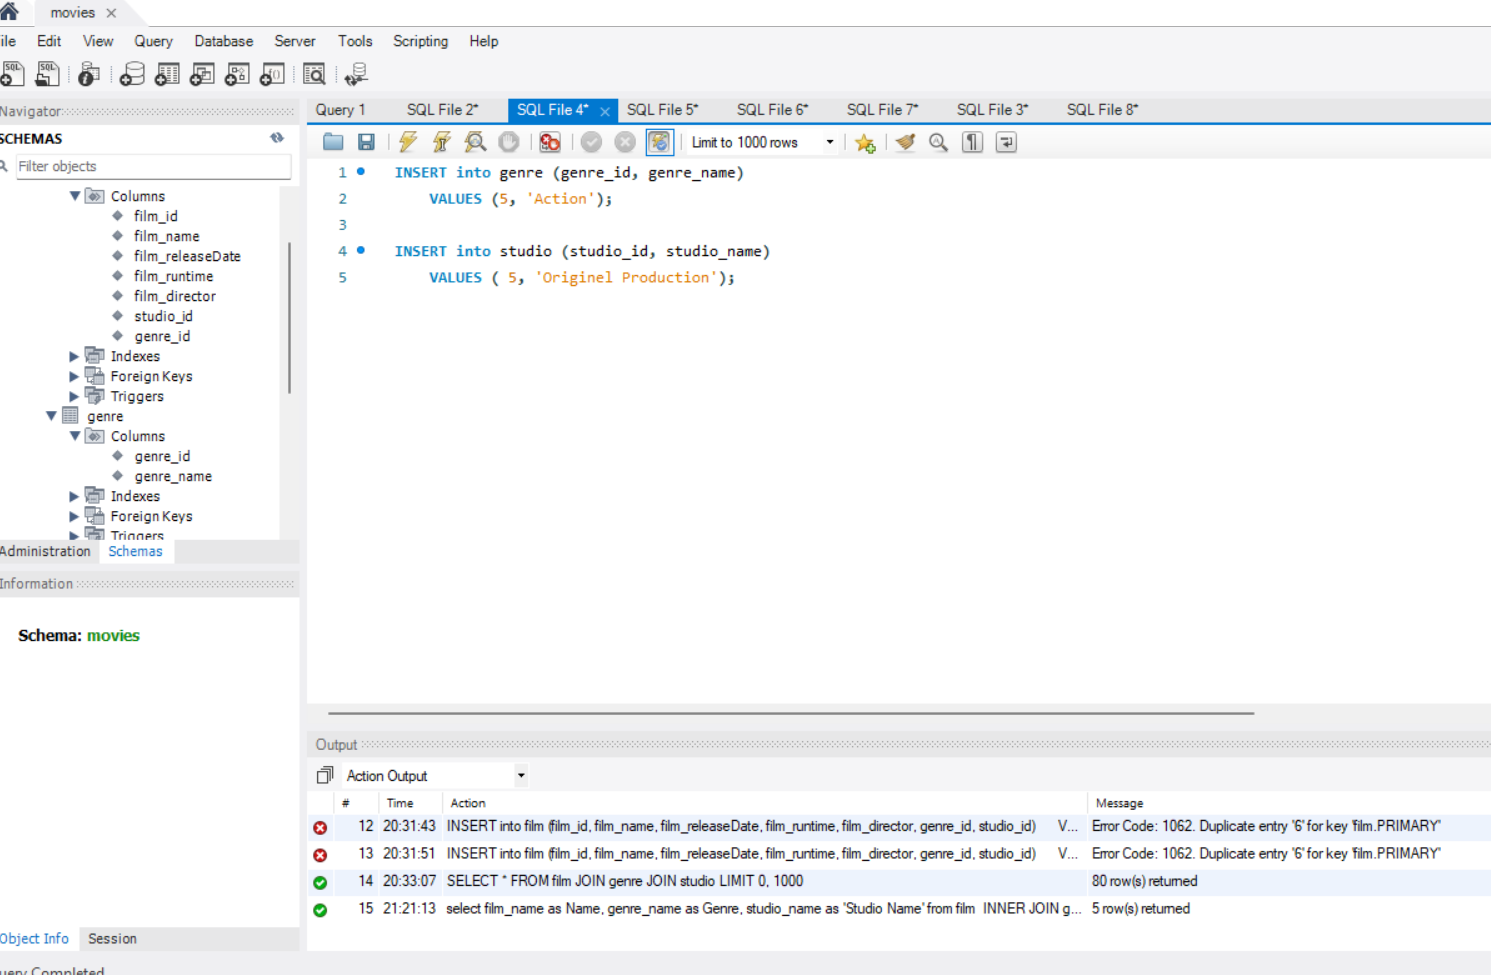 movies
ile Edit View Query Database Server Tools Scripting Help
Navigator
Query 1 SQL File 2* SQL File 4* SQL File 5* SQL File 6* SQL File 7* SQL File 3* SQL File 8*
SCHEMAS
Limit to 1000 rows
Filter objects
Columns
film_id
film_name
film_releaseDate
film_runtime
film_director
studio_id
genre_id
Indexes
Foreign Keys
Triggers
genre
Columns
genre_id
genre_name
Indexes
Foreign Keys
Triggers
Administration Schemas
Information
Schema: movies
Object Info Session
uery Completed
1 INSERT into genre (genre_id, genre_name)
2 VALUES (5, 'Action');
3
4 INSERT into studio (studio_id, studio_name)
5 VALUES ( 5, 'Originel Production');
Output
Action Output
# Time Action Message
12 20:31:43 INSERT into film (film_id, film_name, film_releaseDate, film_runtime, film_director, genre_id, studio_id) V... Error Code: 1062. Duplicate entry '6' for key 'film.PRIMARY'
13 20:31:51 INSERT into film (film_id, film_name, film_releaseDate, film_runtime, film_director, genre_id, studio_id) V... Error Code: 1062. Duplicate entry '6' for key 'film.PRIMARY'
14 20:33:07 SELECT * FROM film JOIN genre JOIN studio LIMIT 0, 1000 80 row(s) returned
15 21:21:13 select film_name as Name, genre_name as Genre, studio_name as 'Studio Name' from film INNER JOIN g... 5 row(s) returned